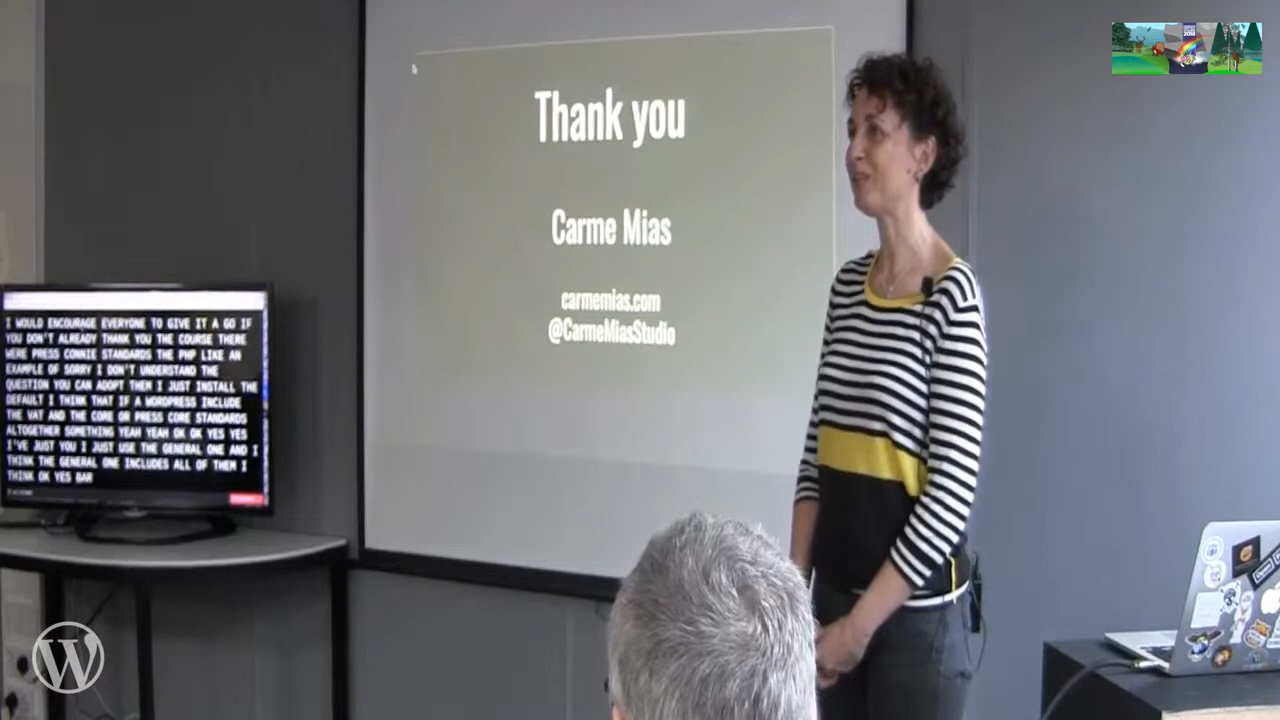 Thank you
Carme Mias
carmemias.com
@CarmeMiasStudio
I WOULD ENCOURAGE EVERYONE TO GIVE IT A GO IF
YOU DON'T ALREADY THANK YOU THE COURSE THERE
WERE PRESS CONNIE STANDARDS THE PHP LIKE AN
EXAMPLE OF SORRY I DON'T UNDERSTAND THE
QUESTION YOU CAN ADOPT THEM I JUST INSTALL THE
DEFAULT I THINK THAT IF A WORDPRESS INCLUDE
THE VAT AND THE CORE OR PRESS CORE STANDARDS
ALTOGETHER SOMETHING YEAH YEAH OK OK YES YES
I'VE JUST YOU I JUST USE THE GENERAL ONE AND I
THINK THE GENERAL ONE INCLUDES ALL OF THEM I
THINK OK YES BAR